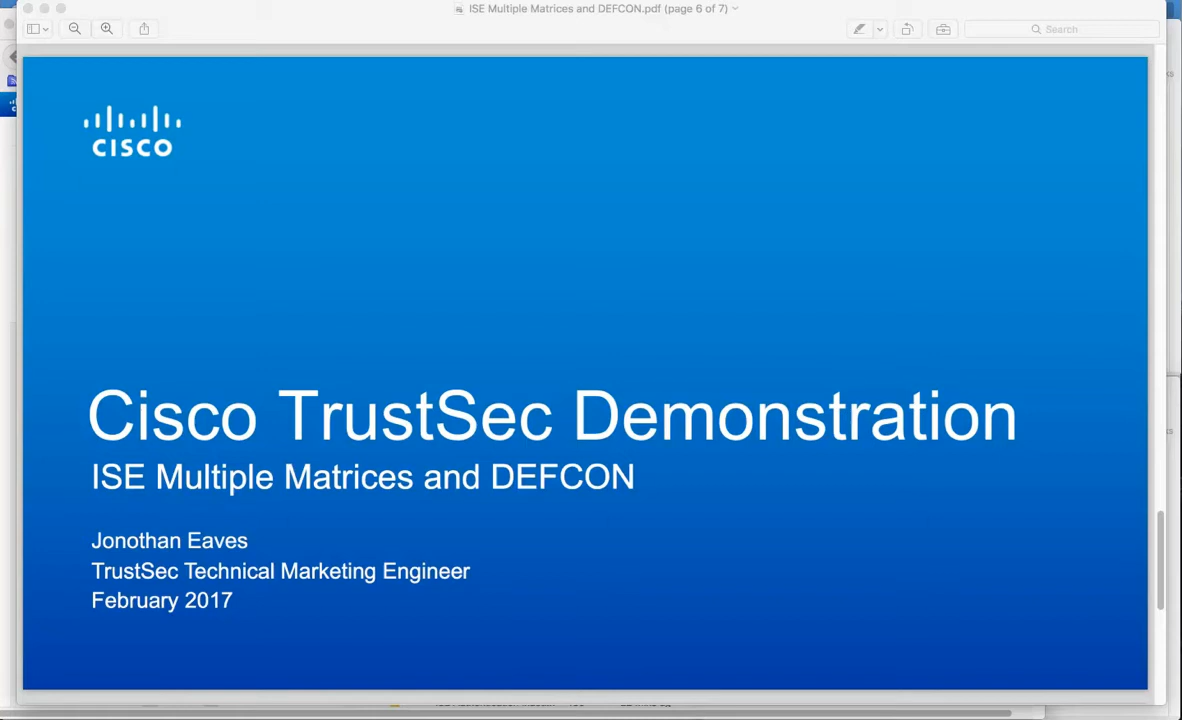 ISE Multiple Matrices and DEFCON.pdf (page 6 of 7)
Search
CISCO
Cisco TrustSec Demonstration
ISE Multiple Matrices and DEFCON
Jonothan Eaves
TrustSec Technical Marketing Engineer
February 2017